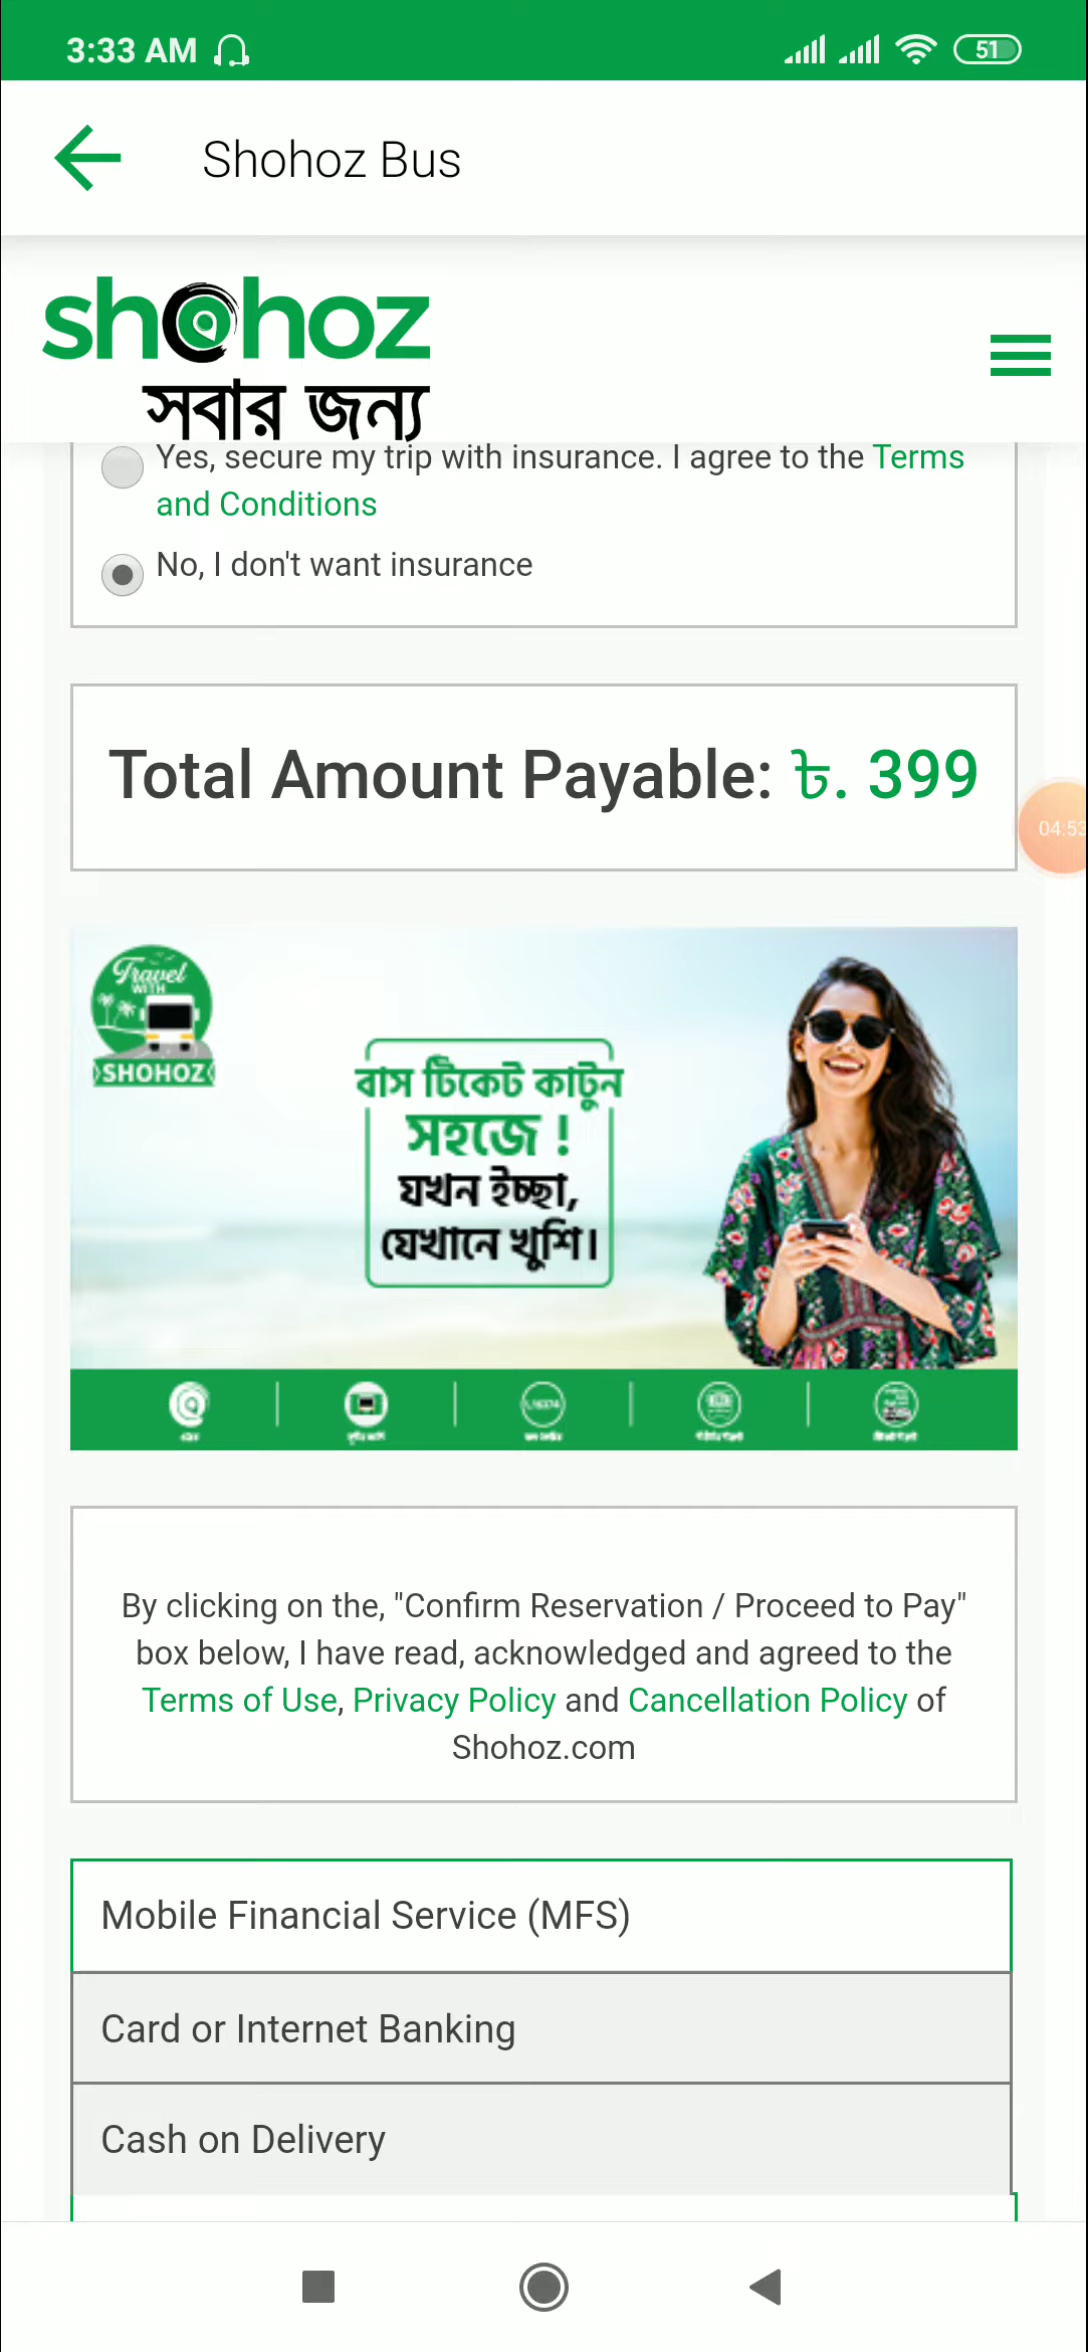 3:33 AM
51
Shohoz Bus
shohoz
সবার জন্য
Yes, secure my trip with insurance. I agree to the Terms
and Conditions
No, I don't want insurance
Total Amount Payable: ৳. 399
04:53
Travel
WITH
SHOHOZ
বাস টিকেট কাটুন
সহজে !
যখন ইচ্ছা,
যেখানে খুশি।
By clicking on the, "Confirm Reservation / Proceed to Pay"
box below, I have read, acknowledged and agreed to the
Terms of Use, Privacy Policy and Cancellation Policy of
Shohoz.com
Mobile Financial Service (MFS)
Card or Internet Banking
Cash on Delivery